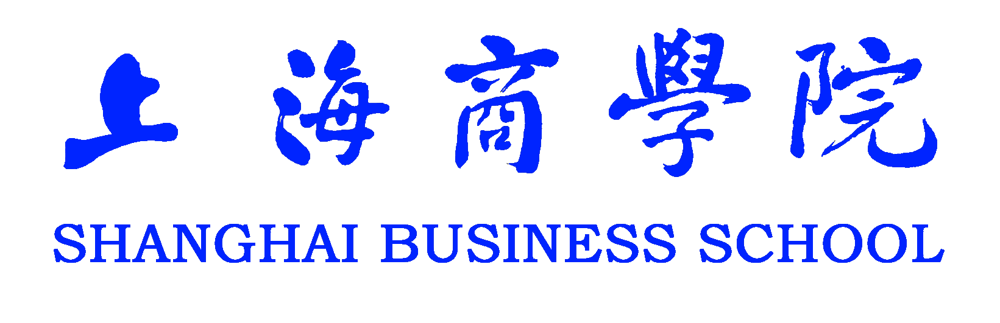 上海商學院
SHANGHAI BUSINESS SCHOOL